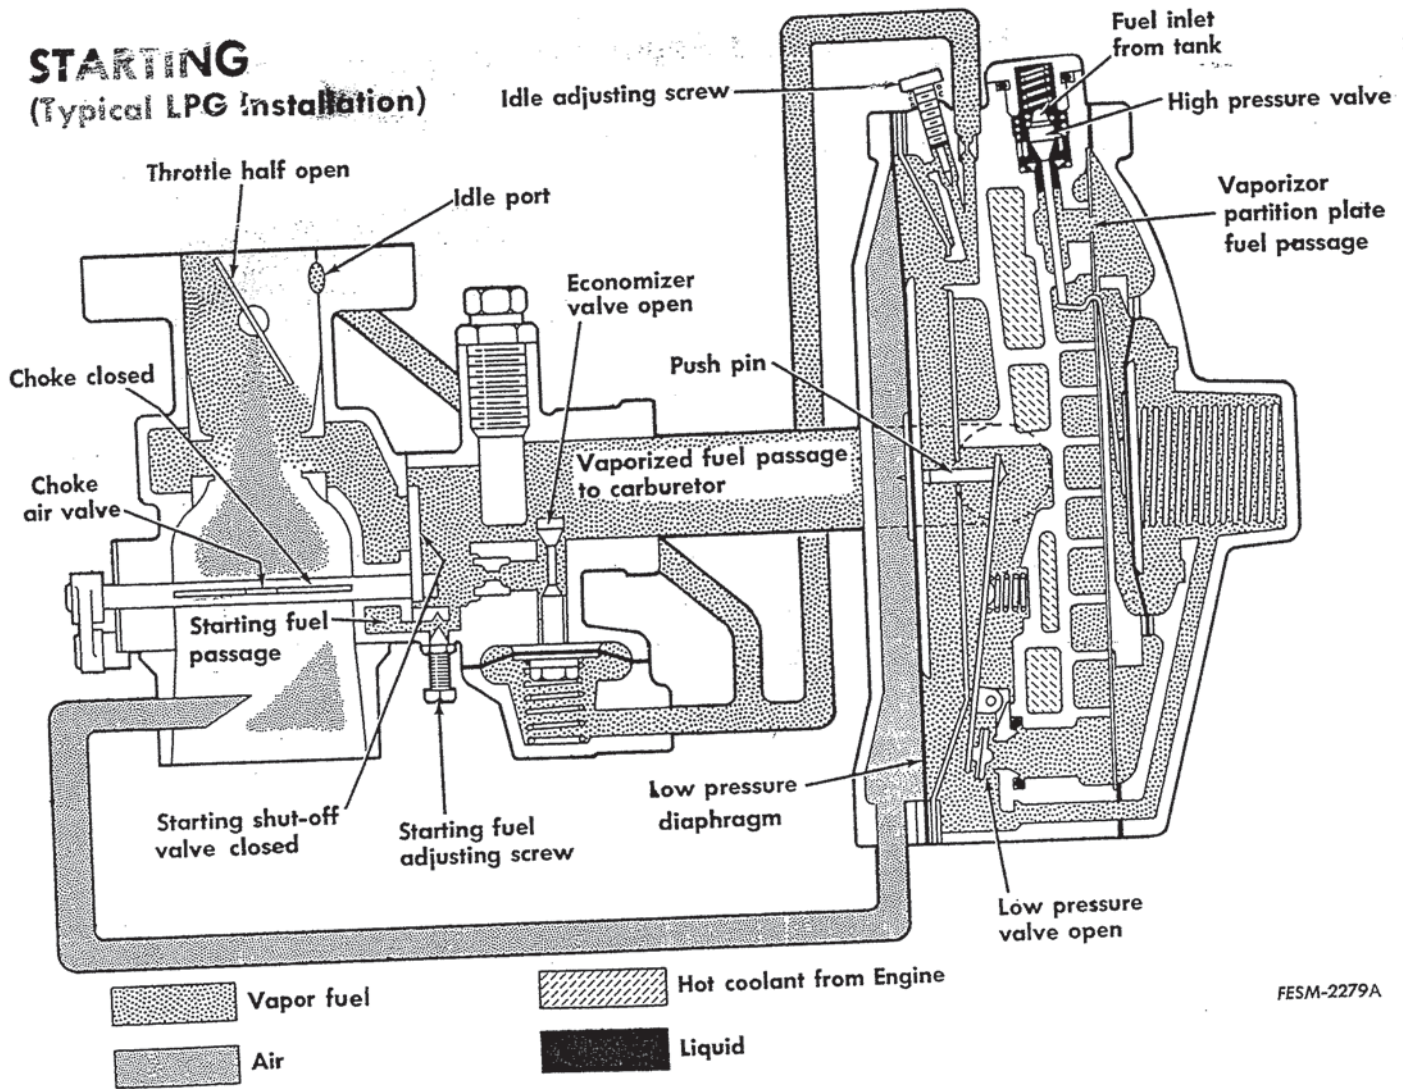 STARTING
(Typical LPG Installation)
Throttle half open
Idle port
Idle adjusting screw
Fuel inlet
from tank
High pressure valve
Vaporizor
partition plate
fuel passage
Economizer
valve open
Push pin
Choke closed
Choke
air valve
Vaporized fuel passage
to carburetor
Starting fuel
passage
Starting shut-off
valve closed
Starting fuel
adjusting screw
Low pressure
diaphragm
Low pressure
valve open
Vapor fuel
Air
Hot coolant from Engine
Liquid
FESM-2279A